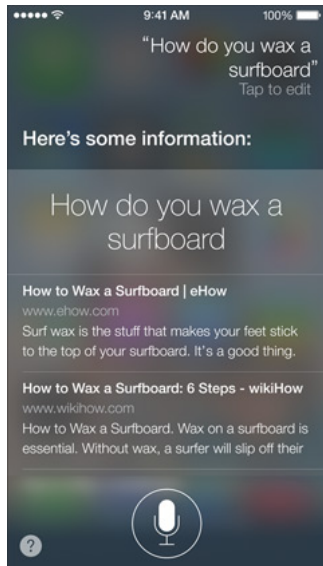 9:41 AM
100%
“How do you wax a
surfboard”
Tap to edit
Here’s some information:
How do you wax a
surfboard
How to Wax a Surfboard | eHow
www.ehow.com
Surf wax is the stuff that makes your feet stick
to the top of your surfboard. It’s a good thing.
How to Wax a Surfboard: 6 Steps - wikiHow
www.wikihow.com
How to Wax a Surfboard. Wax on a surfboard is
essential. Without wax, a surfer will slip off their
?